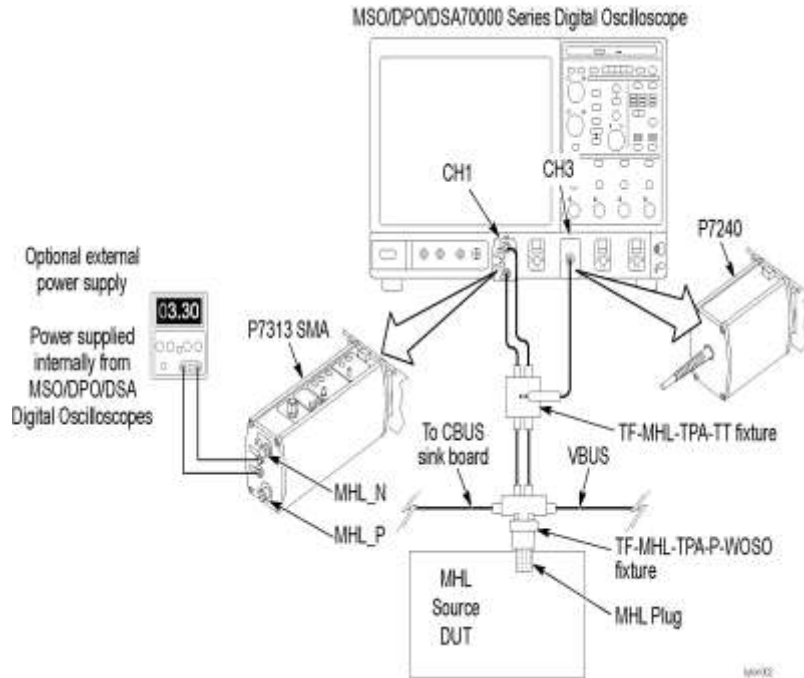 MSO/DPO/DSA70000 Series Digital Oscilloscope
CH1
CH3
P7240
Optional external
power supply
03.30
Power supplied
internally from
MSO/DPO/DSA
Digital Oscilloscopes
P7313 SMA
MHL_N
MHL_P
To CBUS
sink board
VBUS
TF-MHL-TPA-TT fixture
TF-MHL-TPA-P-WOSO
fixture
MHL Plug
MHL
Source
DUT